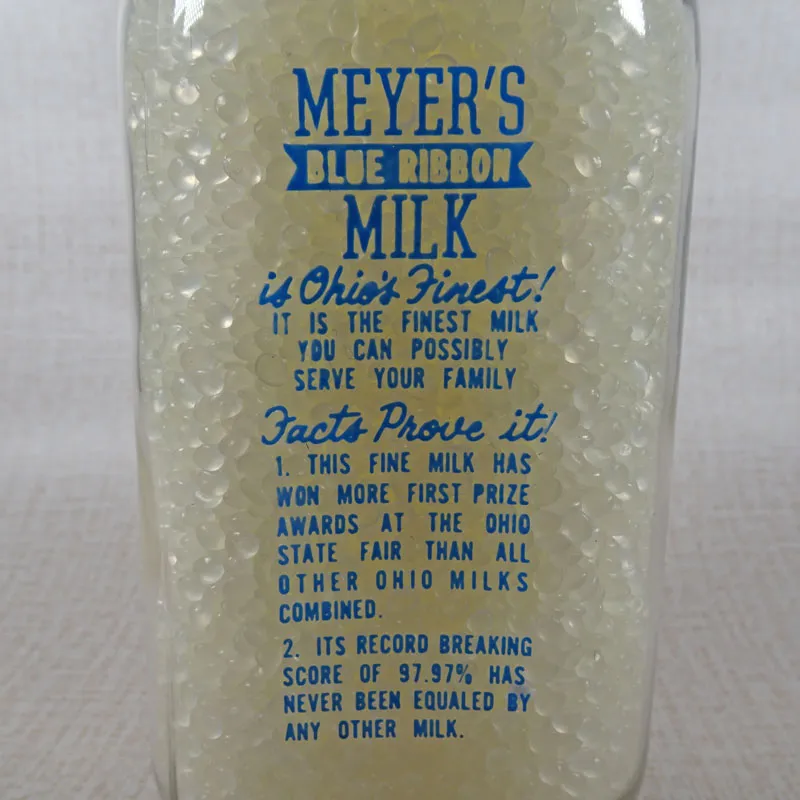 MEYER'S
BLUE RIBBON
MILK
is Ohio's Finest!
IT IS THE FINEST MILK
YOU CAN POSSIBLY
SERVE YOUR FAMILY
Facts Prove it!
1. THIS FINE MILK HAS
WON MORE FIRST PRIZE
AWARDS AT THE OHIO
STATE FAIR THAN ALL
OTHER OHIO MILKS
COMBINED.
2. ITS RECORD BREAKING
SCORE OF 97.97% HAS
NEVER BEEN EQUALED BY
ANY OTHER MILK.